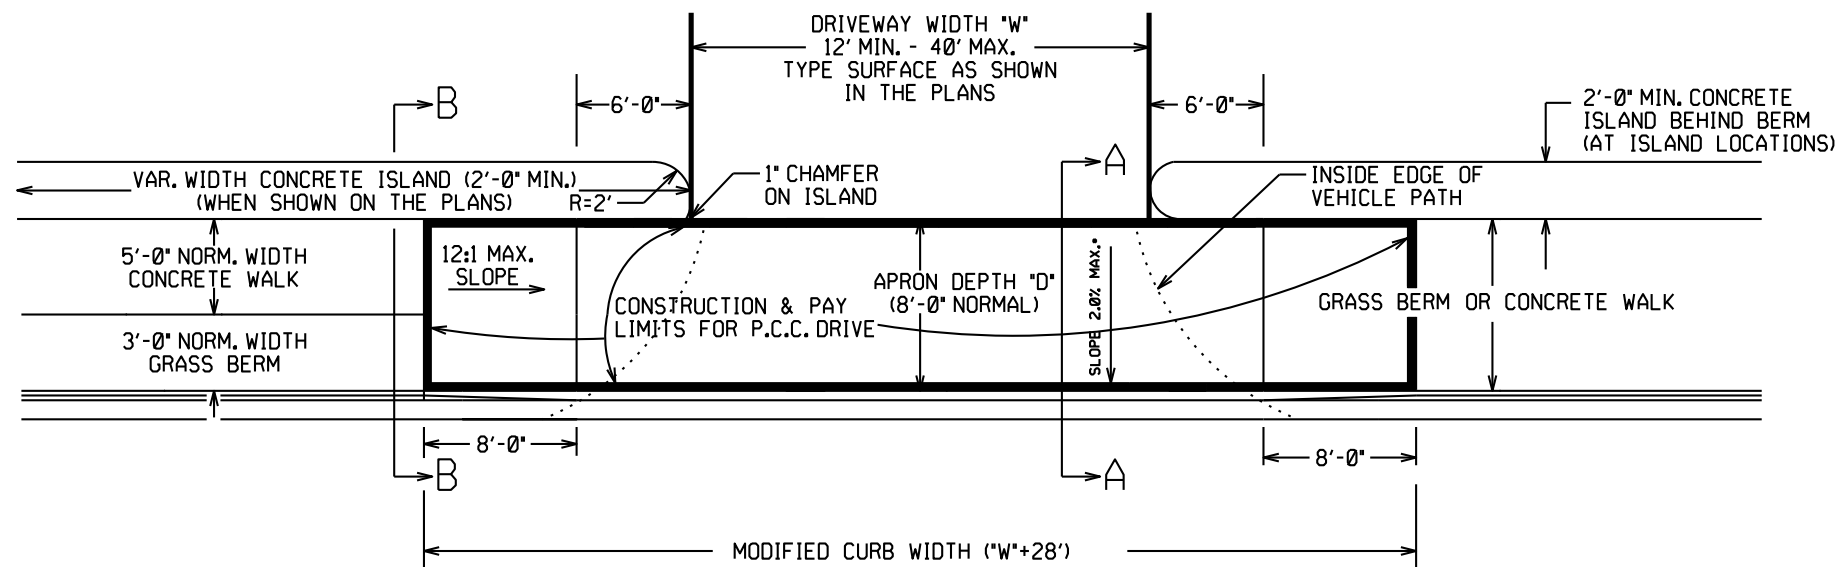 DRIVEWAY WIDTH "W"
12' MIN. - 40' MAX.
TYPE SURFACE AS SHOWN
IN THE PLANS
B
6'-0"
6'-0"
2'-0" MIN. CONCRETE
ISLAND BEHIND BERM
(AT ISLAND LOCATIONS)
A
VAR. WIDTH CONCRETE ISLAND (2'-0" MIN.)
(WHEN SHOWN ON THE PLANS)
R=2'
1" CHAMFER
ON ISLAND
INSIDE EDGE OF
VEHICLE PATH
5'-0" NORM. WIDTH
CONCRETE WALK
12:1 MAX.
SLOPE
APRON DEPTH "D"
(8'-0" NORMAL)
SLOPE 2.0% MAX.*
CONSTRUCTION & PAY
LIMITS FOR P.C.C. DRIVE
GRASS BERM OR CONCRETE WALK
3'-0" NORM. WIDTH
GRASS BERM
8'-0"
8'-0"
B
A
MODIFIED CURB WIDTH ("W"+28')